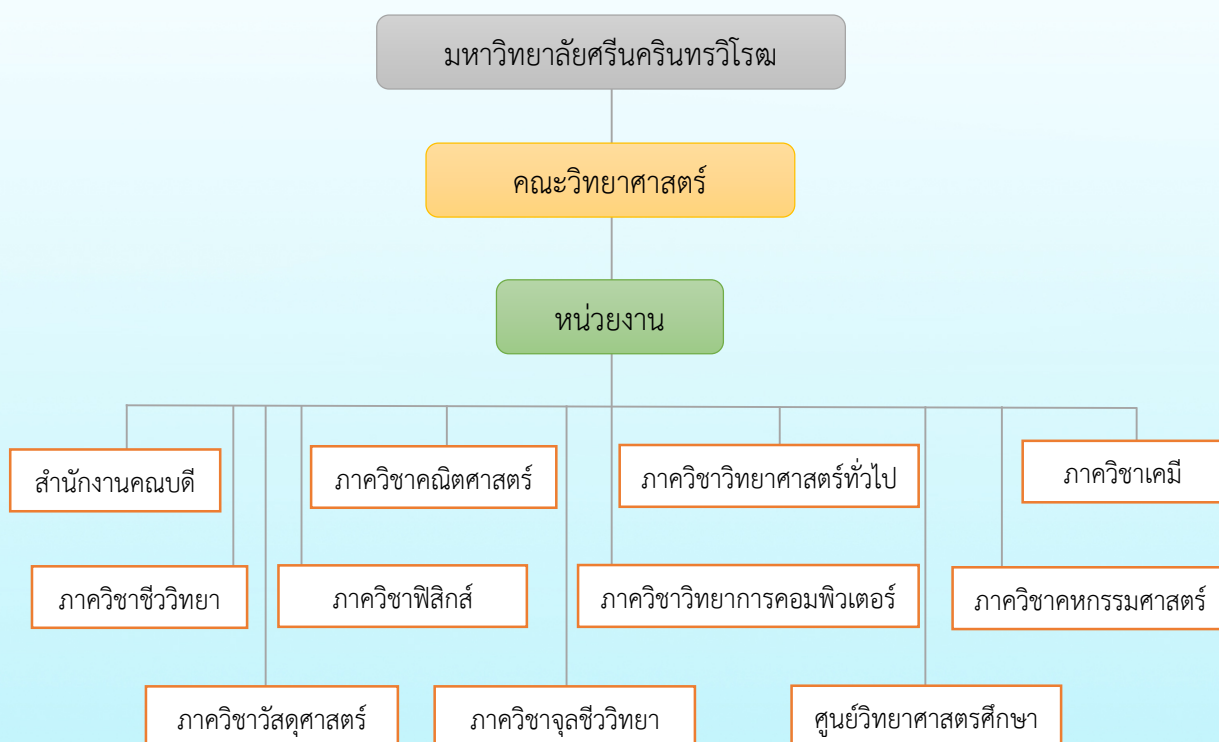 มหาวิทยาลัยศรีนครินทรวิโรฒ
คณะวิทยาศาสตร์
หน่วยงาน
สำนักงานคณบดี
ภาควิชาคณิตศาสตร์
ภาควิชาวิทยาศาสตร์ทั่วไป
ภาควิชาเคมี
ภาควิชาชีววิทยา
ภาควิชาฟิสิกส์
ภาควิชาวิทยาการคอมพิวเตอร์
ภาควิชาคหกรรมศาสตร์
ภาควิชาวัสดุศาสตร์
ภาควิชาจุลชีววิทยา
ศูนย์วิทยาศาสตรศึกษา